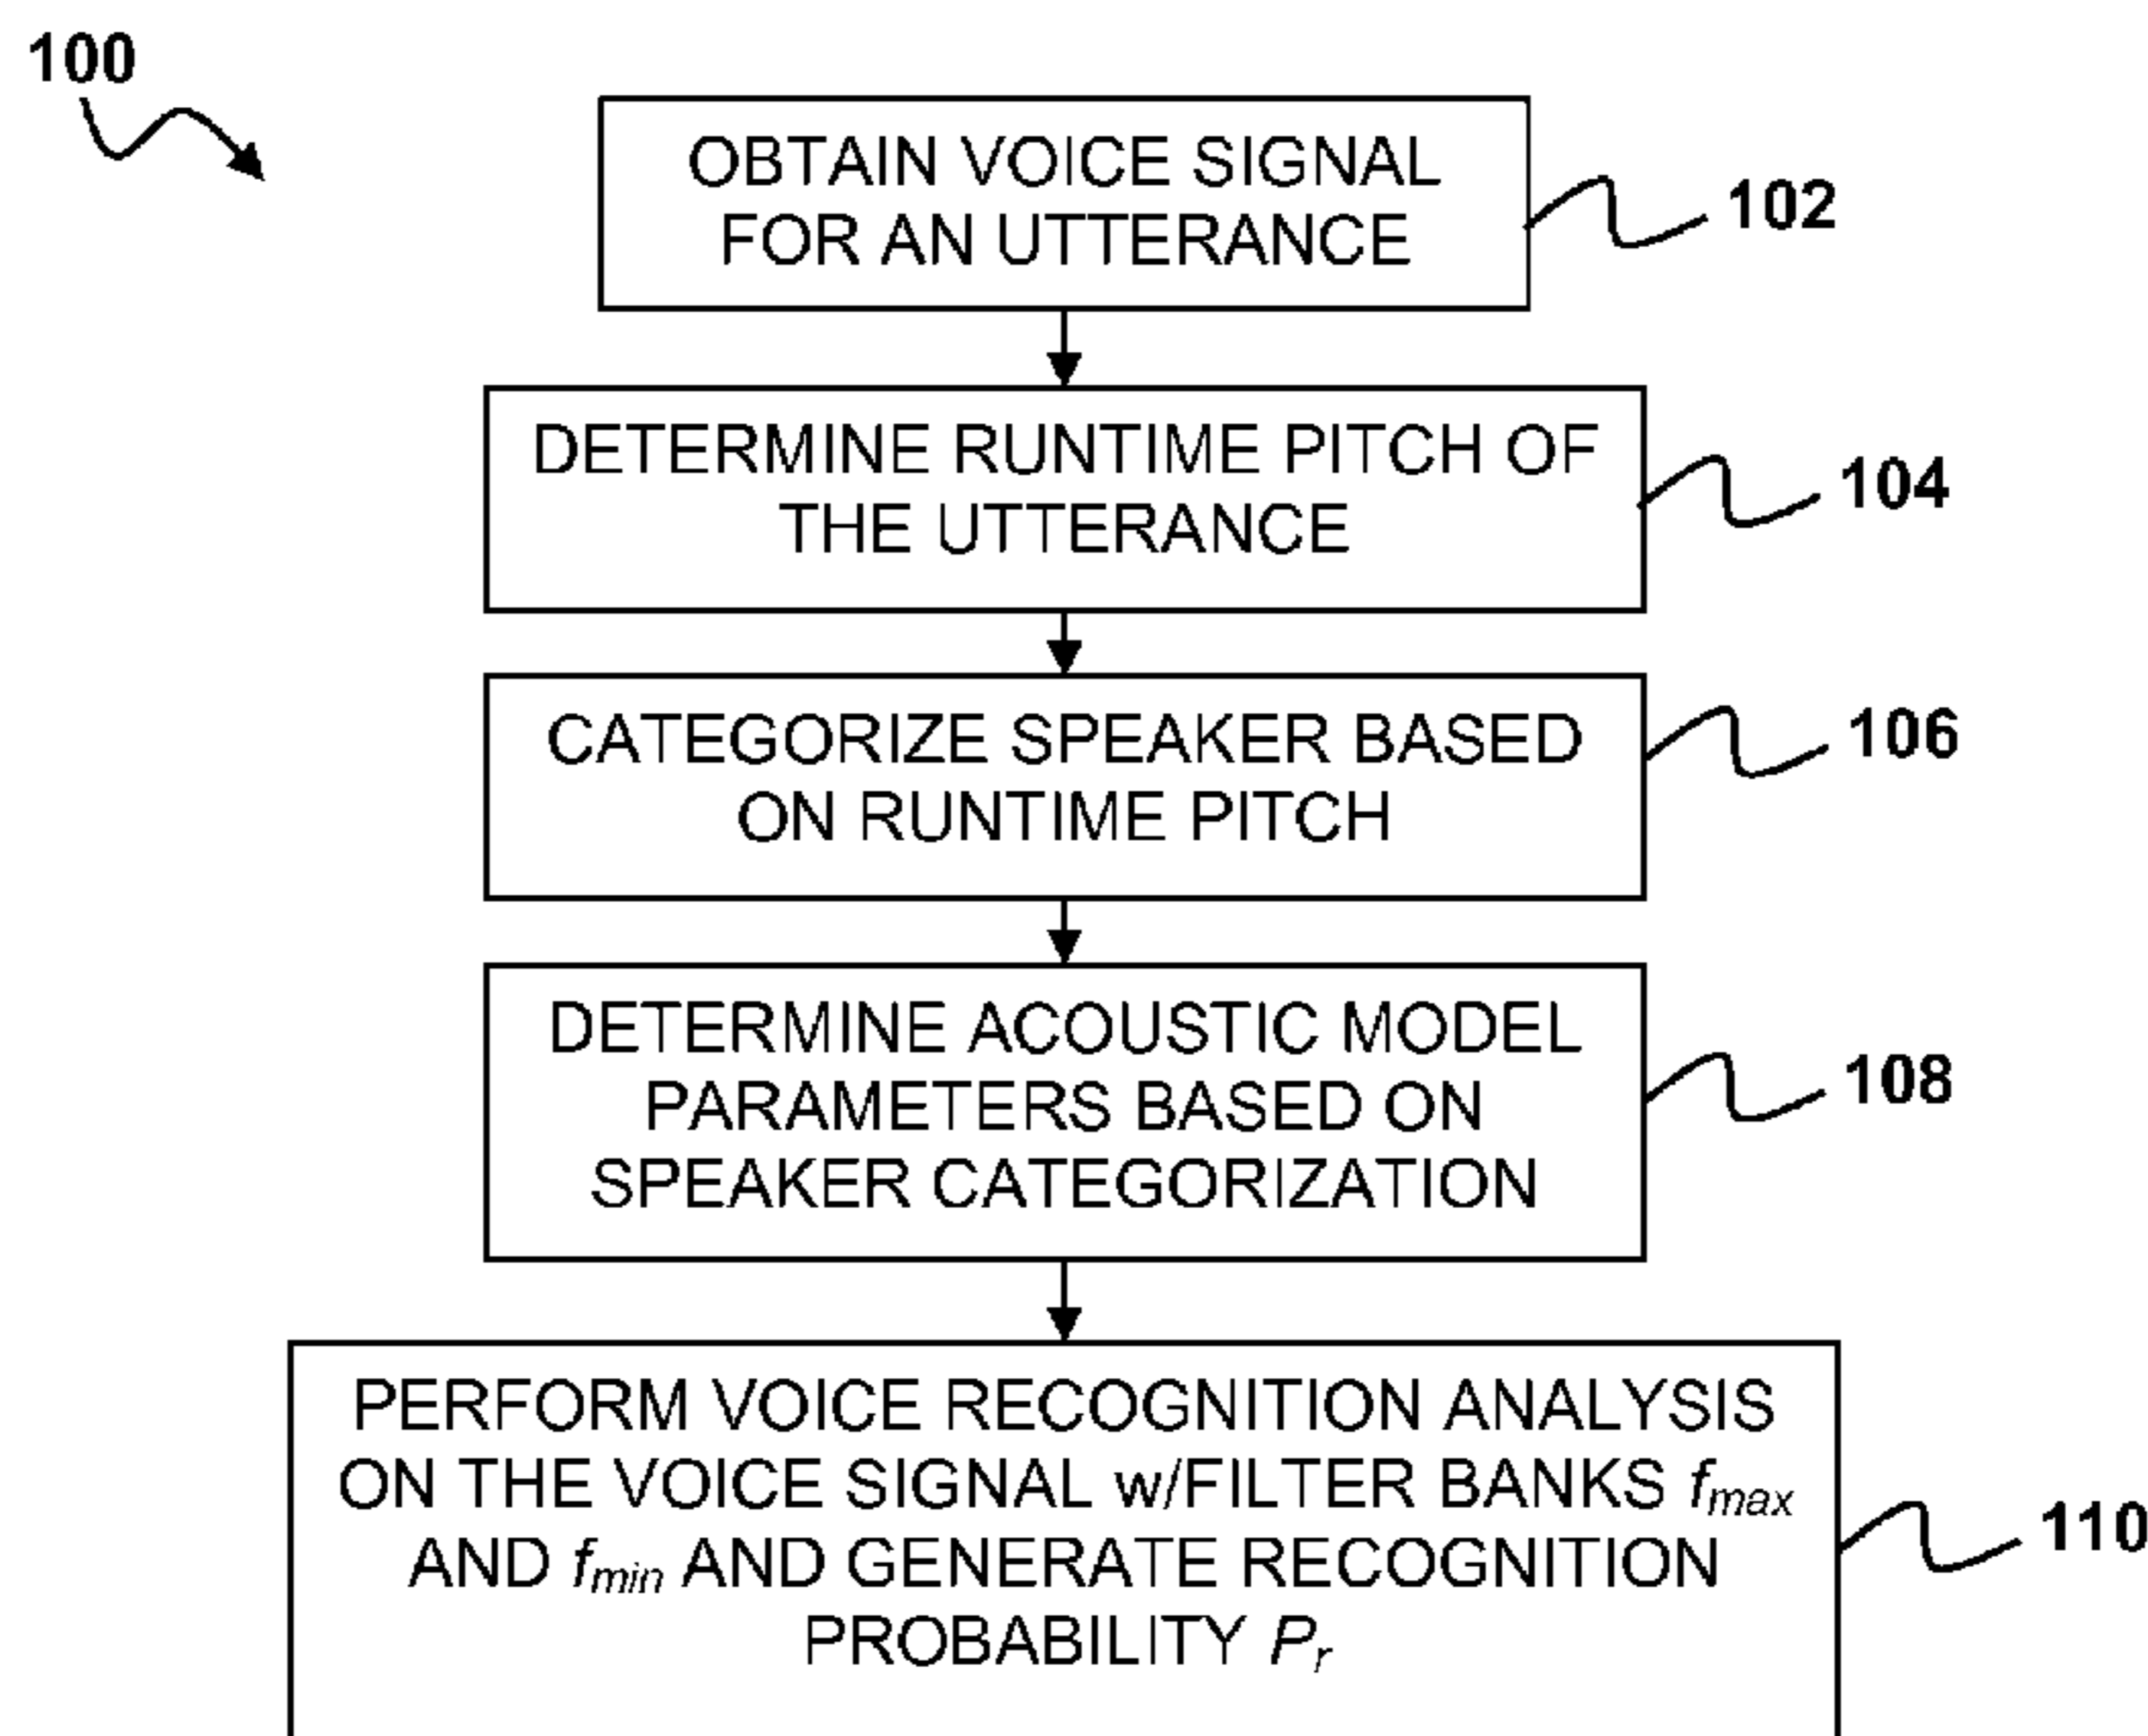 100
OBTAIN VOICE SIGNAL
FOR AN UTTERANCE
102
DETERMINE RUNTIME PITCH OF
THE UTTERANCE
104
CATEGORIZE SPEAKER BASED
ON RUNTIME PITCH
106
DETERMINE ACOUSTIC MODEL
PARAMETERS BASED ON
SPEAKER CATEGORIZATION
108
PERFORM VOICE RECOGNITION ANALYSIS
ON THE VOICE SIGNAL w/FILTER BANKS fmax
AND fmin AND GENERATE RECOGNITION
PROBABILITY Pr
110